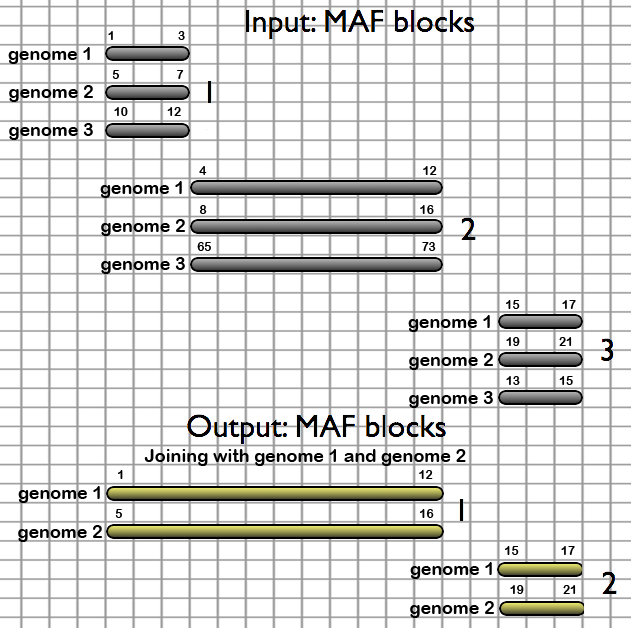 Input: MAF blocks
1 3
genome 1
5 7
genome 2
1
10 12
genome 3
4 12
genome 1
8 16
genome 2
2
65 73
genome 3
15 17
genome 1
19 21
genome 2
3
13 15
genome 3
Output: MAF blocks
Joining with genome 1 and genome 2
1 12
genome 1
1
5 16
genome 2
15 17
genome 1
2
19 21
genome 2